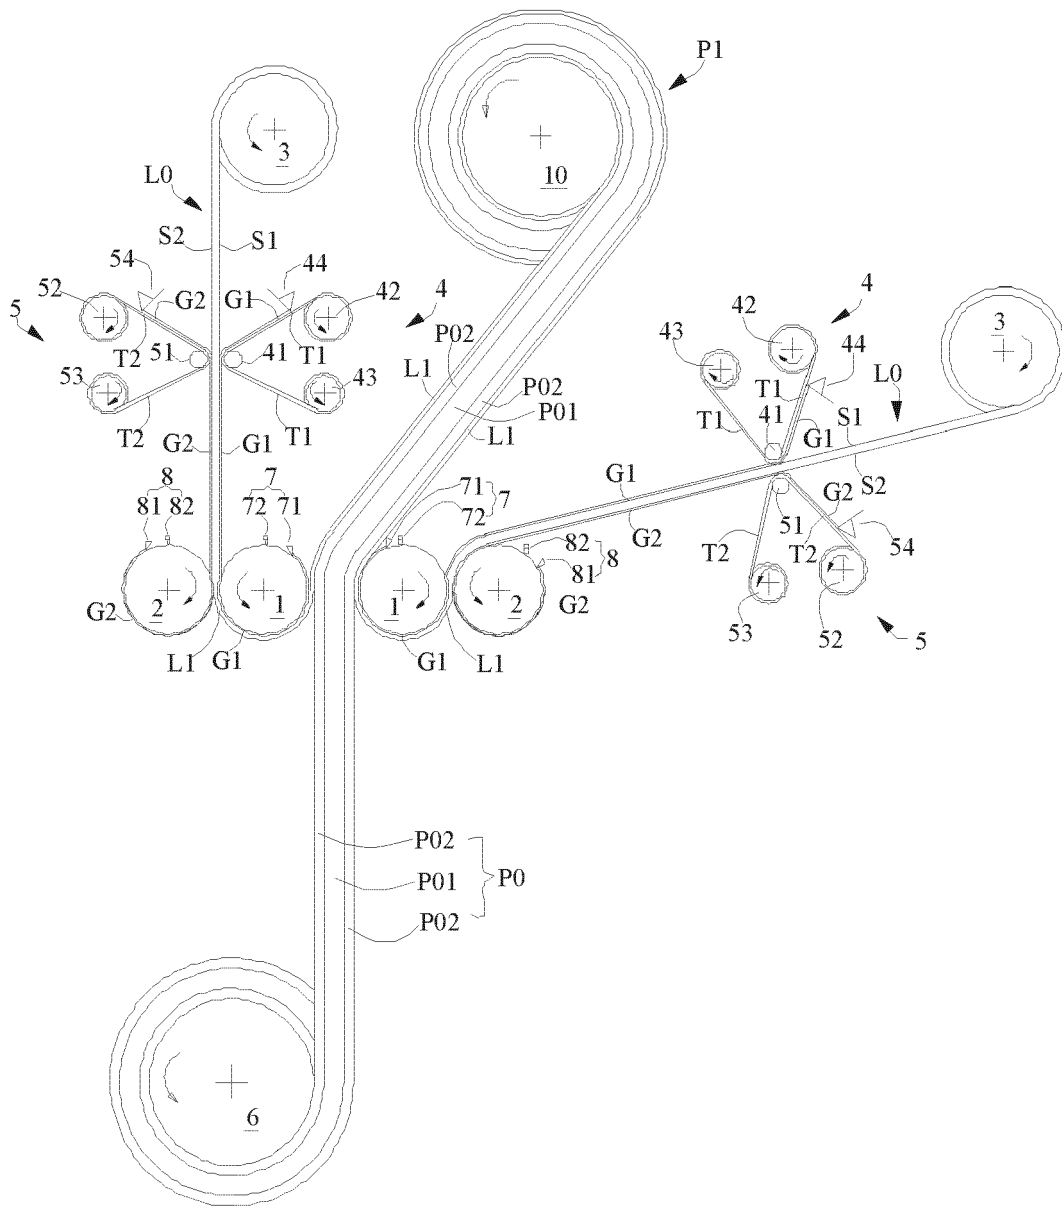 P1
3
10
L0
S2 S1
54 44
52 G2 G1 42 4
5 T2 T1
51 41
53 43
T2 T1
G2 G1
P02
L1
P02
P01
L1
4
42
3
43
44
L0
T1
T1 41 S1
G1
S2
G1
G2
G2
51
T2 T2 54
53 52 5
8 7
81 82 72 71
71
72 7
82
81 8
G2 2 1 1 2 G2
L1 G1 G1 L1
P02
P01 P0
P02
6